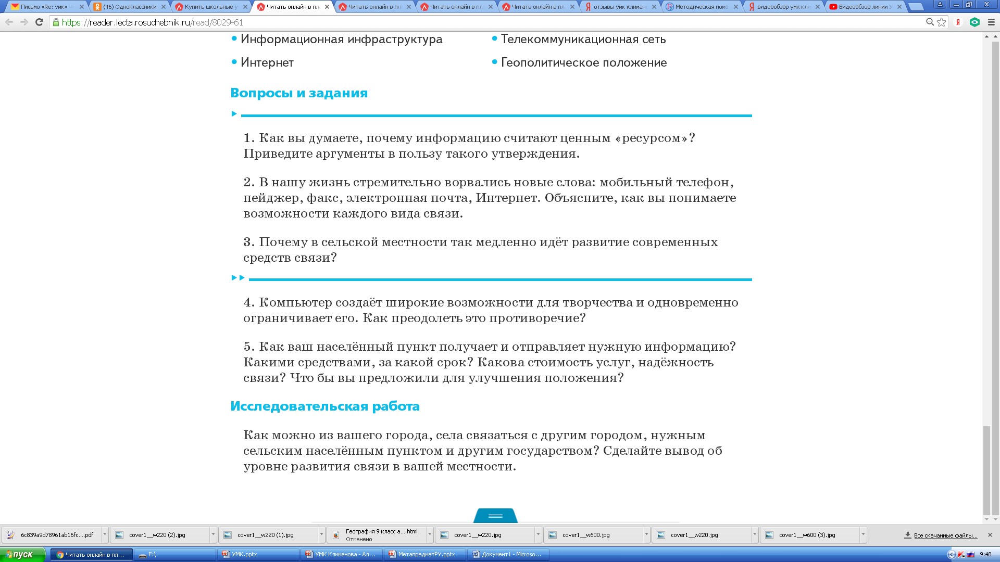 Письмо «Re: умк» —
(46) Одноклассники
Купить школьные у
Читать онлайн в пл
Читать онлайн в пл
Читать онлайн в пл
Читать онлайн в пл
отзывы умк климан
Методическая помо
видеообзор умк кли
Видеообзор линии У
https://reader.lecta.rosuchebnik.ru/read/8029-61
• Информационная инфраструктура
• Телекоммуникационная сеть
• Интернет
• Геополитическое положение
Вопросы и задания
1. Как вы думаете, почему информацию считают ценным «ресурсом»?
Приведите аргументы в пользу такого утверждения.
2. В нашу жизнь стремительно ворвались новые слова: мобильный телефон,
пейджер, факс, электронная почта, Интернет. Объясните, как вы понимаете
возможности каждого вида связи.
3. Почему в сельской местности так медленно идёт развитие современных
средств связи?
4. Компьютер создаёт широкие возможности для творчества и одновременно
ограничивает его. Как преодолеть это противоречие?
5. Как ваш населённый пункт получает и отправляет нужную информацию?
Какими средствами, за какой срок? Какова стоимость услуг, надёжность
связи? Что бы вы предложили для улучшения положения?
Исследовательская работа
Как можно из вашего города, села связаться с другим городом, нужным
сельским населённым пунктом и другим государством? Сделайте вывод об
уровне развития связи в вашей местности.
6c839a9d78961ab16fc....pdf
cover1__w220 (2).jpg
cover1__w220 (1).jpg
География 9 класс а....html
Отменено
cover1__w220.jpg
cover1__w600.jpg
cover1__w220.jpg
cover1__w600 (3).jpg
Все скачанные файлы...
пуск
Читать онлайн в пл...
F:\
УМК.pptx
УМК Климанова - Ал...
МетапредметРУ.pptx
Документ1 - Microso...
9:48